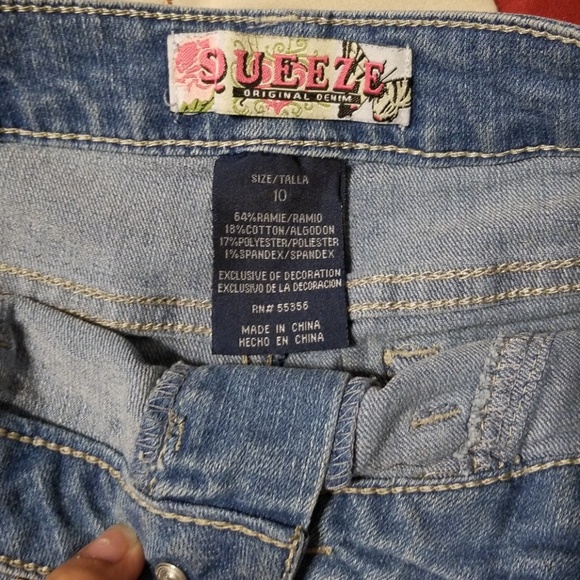 SQUEEZE
ORIGINAL DENIM
SIZE/TALLA
10
64%RAMIE/RAMIO
18%COTTON/ALGODON
17%POLYESTER/POLIESTER
1%SPANDEX/SPANDEX
EXCLUSIVE OF DECORATION
EXCLUSIVO DE LA DECORACION
RN# 55356
MADE IN CHINA
HECHO EN CHINA